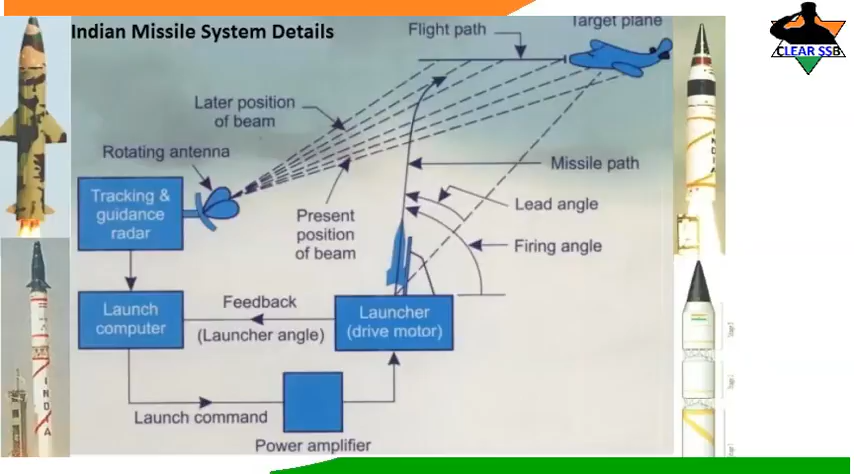 Indian Missile System Details
Flight path
Target plane
CLEAR SSB
Later position
of beam
Rotating antenna
Missile path
Tracking &
guidance
radar
Lead angle
Present
position
of beam
Firing angle
Launch
computer
Feedback
(Launcher angle)
Launcher
(drive motor)
Launch command
Power amplifier
INDIA